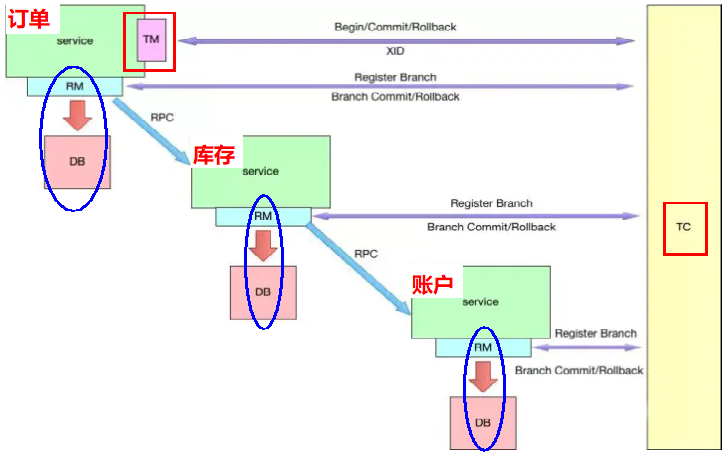 订单
service
TM
Begin/Commit/Rollback
XID
RM
Register Branch
Branch Commit/Rollback
RPC
DB
库存
service
RM
Register Branch
Branch Commit/Rollback
TC
RPC
DB
账户
service
RM
Register Branch
Branch Commit/Rollback
DB